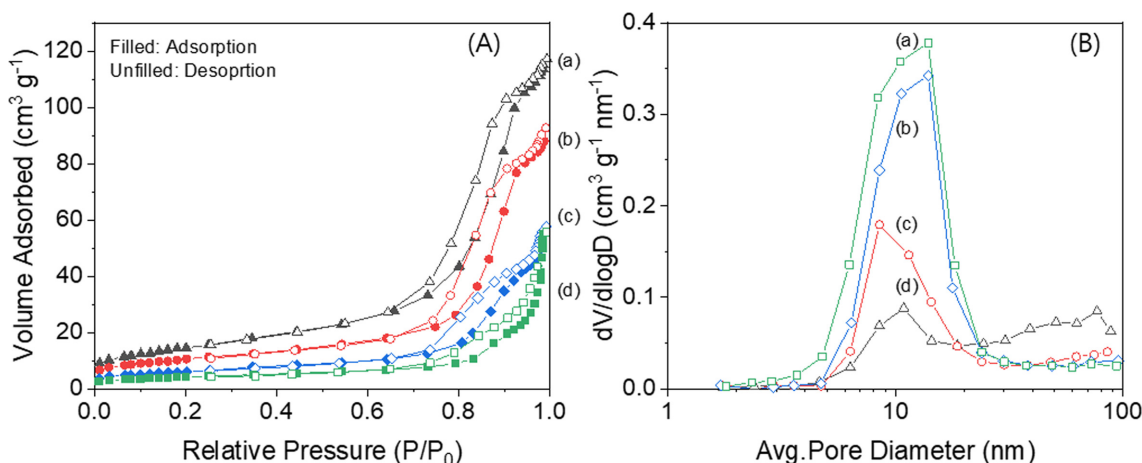 (A)
Filled: Adsorption
Unfilled: Desoprtion
Volume Adsorbed (cm³ g⁻¹)
120
100
80
60
40
20
0
(a)
(b)
(c)
(d)
0.0 0.2 0.4 0.6 0.8 1.0
Relative Pressure (P/P₀)
(B)
dV/dlogD (cm³ g⁻¹ nm⁻¹)
0.4
0.3
0.2
0.1
0.0
(a)
(b)
(c)
(d)
1 10 100
Avg.Pore Diameter (nm)